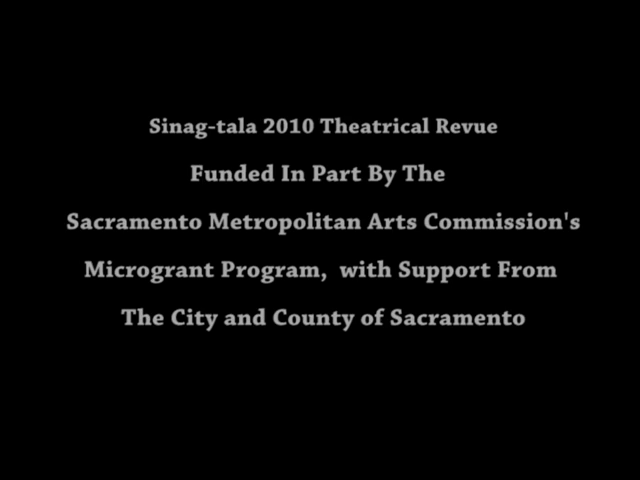 Sinag-tala 2010 Theatrical Revue
Funded In Part By The
Sacramento Metropolitan Arts Commission's
Microgrant Program,  with Support From
The City and County of Sacramento